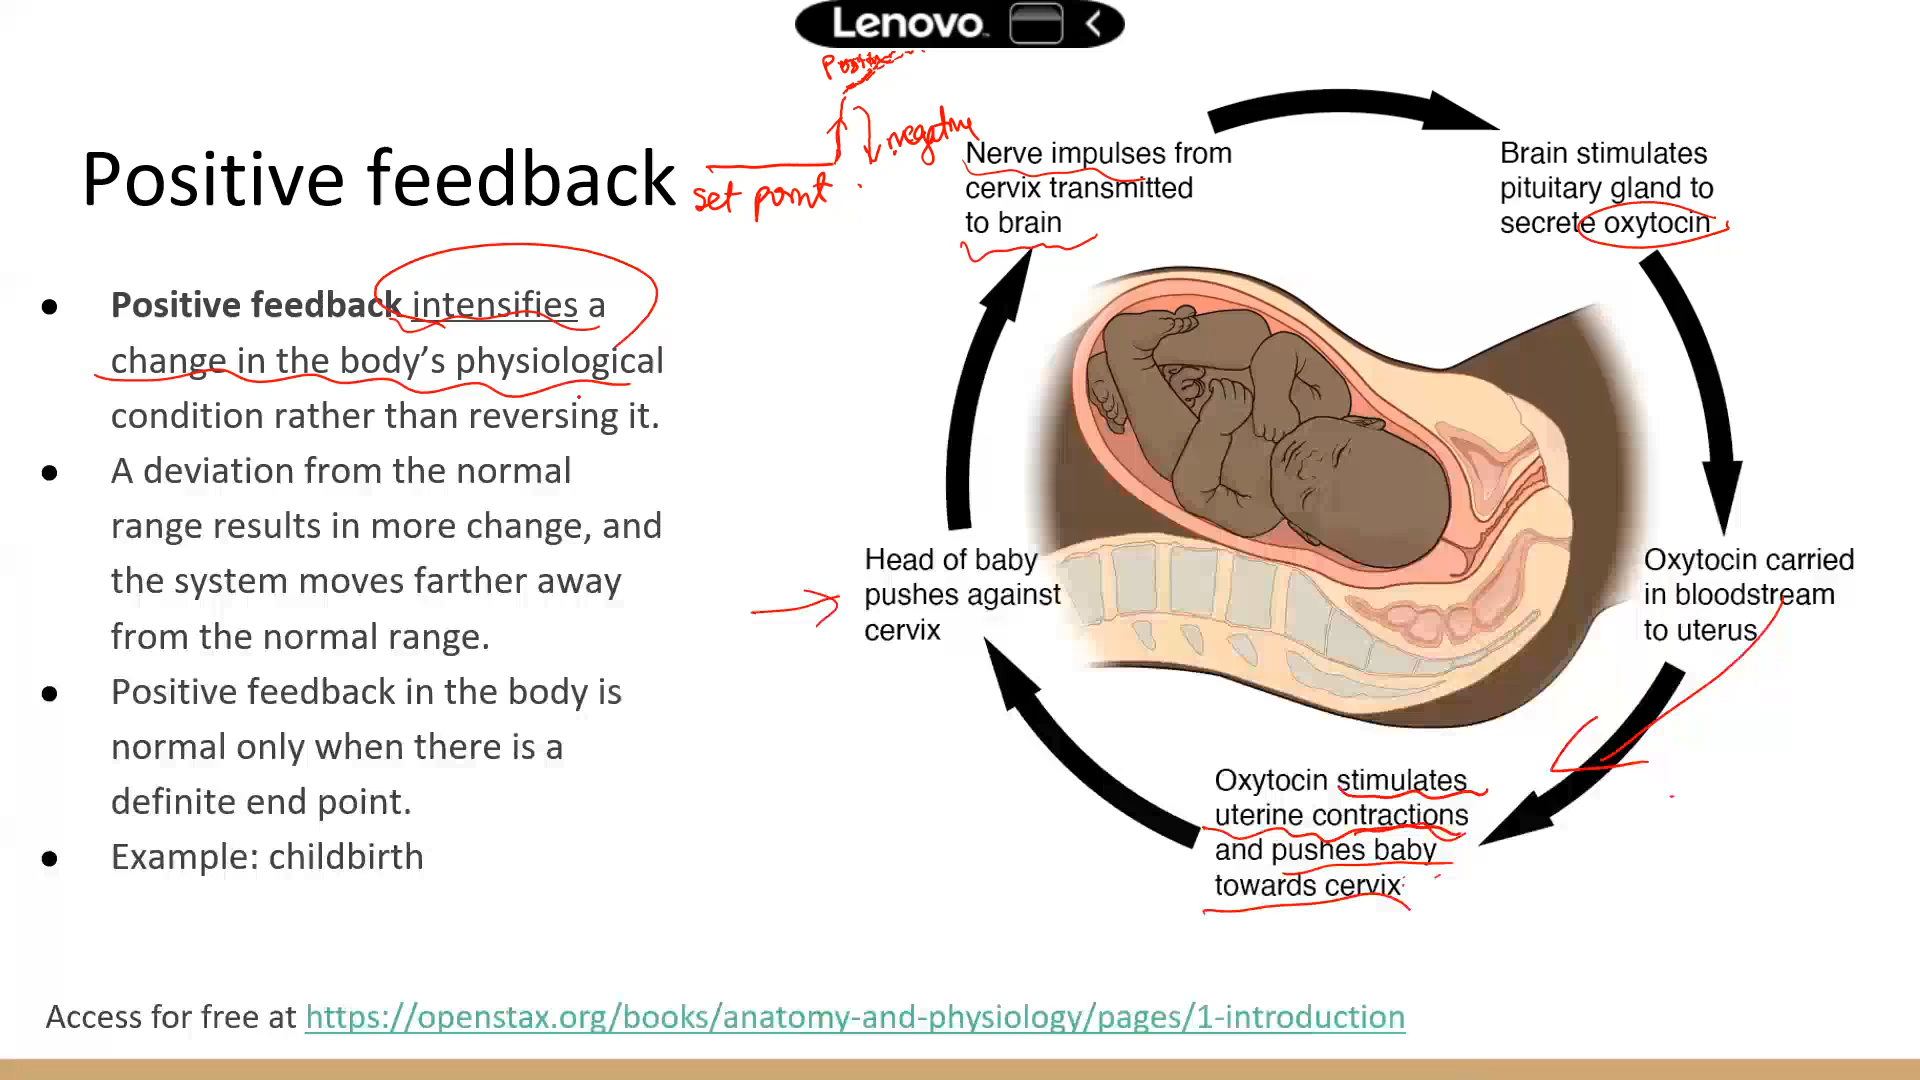 Lenovo
Positive feedback
set point
negative
Positive feedback intensifies a
change in the body's physiological
condition rather than reversing it.
A deviation from the normal
range results in more change, and
the system moves farther away
from the normal range.
Positive feedback in the body is
normal only when there is a
definite end point.
Example: childbirth
Nerve impulses from
cervix transmitted
to brain
Brain stimulates
pituitary gland to
secrete oxytocin
Oxytocin carried
in bloodstream
to uterus
Oxytocin stimulates
uterine contractions
and pushes baby
towards cervix
Head of baby
pushes against
cervix
Access for free at https://openstax.org/books/anatomy-and-physiology/pages/1-introduction